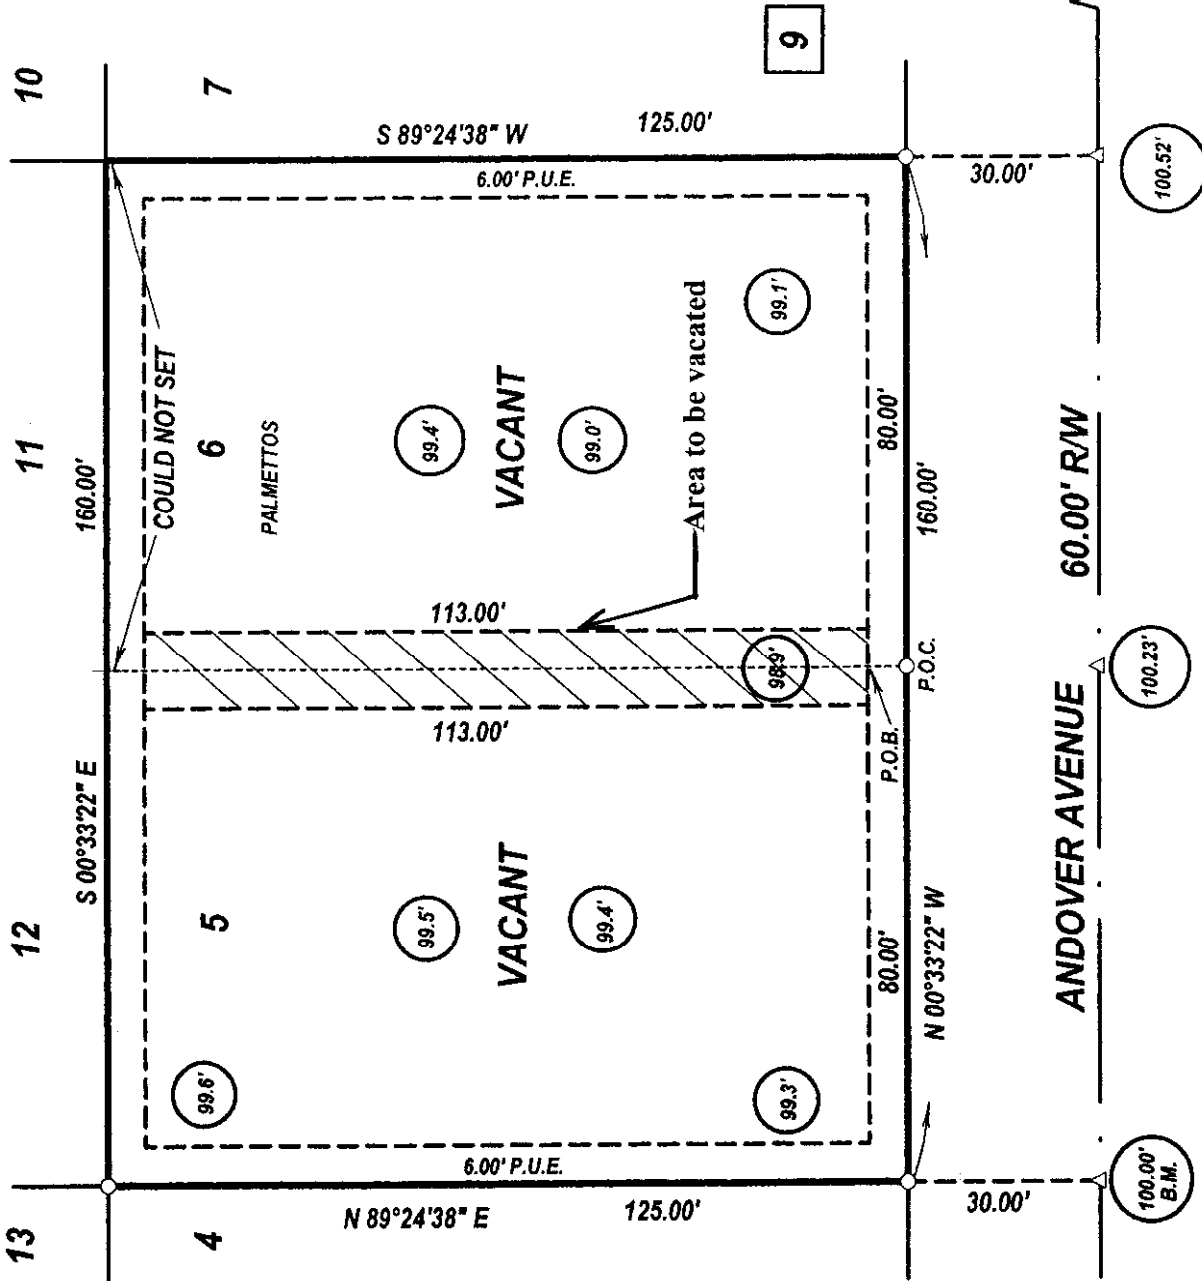 13
12
11
10
S 00°33'22" E
160.00'
4
5
6
7
COULD NOT SET
PALMETTOS
99.6'
N 89°24'38" E
125.00'
S 89°24'38" W
125.00'
6.00' P.U.E.
6.00' P.U.E.
113.00'
113.00'
99.5'
99.4'
VACANT
VACANT
99.4'
99.0'
Area to be vacated
99.3'
98.9'
99.1'
9
P.O.B.
80.00'
80.00'
N 00°33'22" W
P.O.C.
160.00'
30.00'
30.00'
ANDOVER AVENUE
60.00' R/W
100.00'
B.M.
100.23'
100.52'